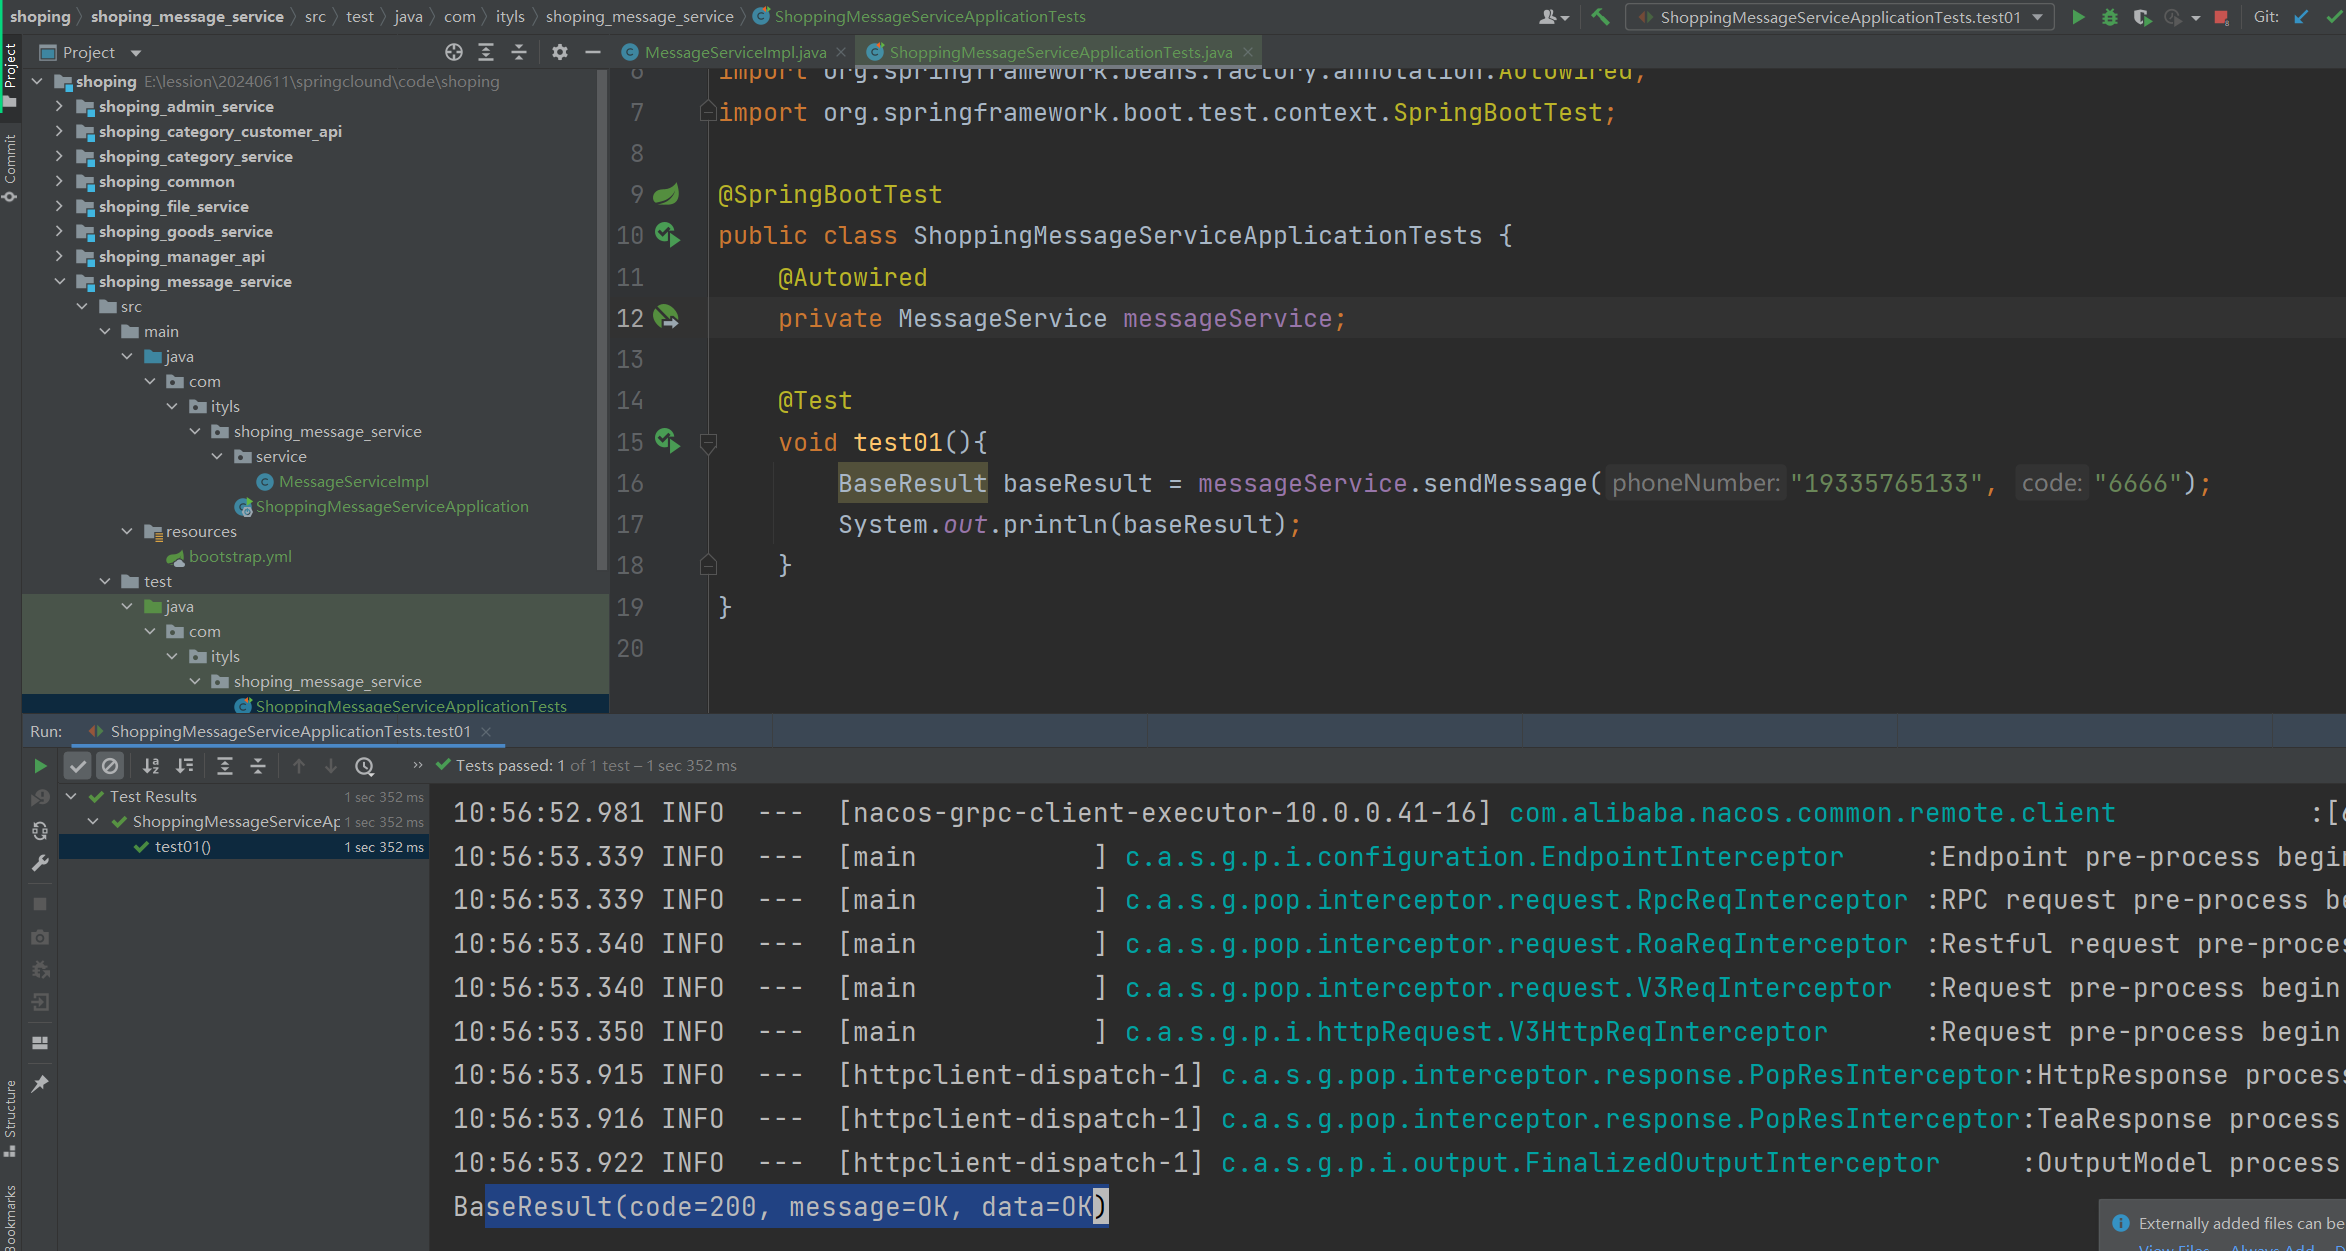 shoping shoping_message_service src test java com ityls shoping_message_service ShoppingMessageServiceApplicationTests ShoppingMessageServiceApplicationTests.test01 Git:
Project MessageServiceImpl.java ShoppingMessageServiceApplicationTests.java
Project
Commit
Structure
Bookmarks
shoping E:\lession\20240611\springclound\code\shoping
shoping_admin_service
shoping_category_customer_api
shoping_category_service
shoping_common
shoping_file_service
shoping_goods_service
shoping_manager_api
shoping_message_service
src
main
java
com
ityls
shoping_message_service
service
MessageServiceImpl
ShoppingMessageServiceApplication
resources
bootstrap.yml
test
java
com
ityls
shoping_message_service
ShoppingMessageServiceApplicationTests
6 import org.springframework.beans.factory.annotation.Autowired;
7 import org.springframework.boot.test.context.SpringBootTest;
8
9 @SpringBootTest
10 public class ShoppingMessageServiceApplicationTests {
11 @Autowired
12 private MessageService messageService;
13
14 @Test
15 void test01(){
16 BaseResult baseResult = messageService.sendMessage( phoneNumber: "19335765133", code: "6666");
17 System.out.println(baseResult);
18 }
19 }
20
Run: ShoppingMessageServiceApplicationTests.test01
Tests passed: 1 of 1 test – 1 sec 352 ms
Test Results 1 sec 352 ms
ShoppingMessageServiceAp 1 sec 352 ms
test01() 1 sec 352 ms
10:56:52.981 INFO --- [nacos-grpc-client-executor-10.0.0.41-16] com.alibaba.nacos.common.remote.client :[
10:56:53.339 INFO --- [main ] c.a.s.g.p.i.configuration.EndpointInterceptor :Endpoint pre-process begin
10:56:53.339 INFO --- [main ] c.a.s.g.pop.interceptor.request.RpcReqInterceptor :RPC request pre-process be
10:56:53.340 INFO --- [main ] c.a.s.g.pop.interceptor.request.RoaReqInterceptor :Restful request pre-proces
10:56:53.340 INFO --- [main ] c.a.s.g.pop.interceptor.request.V3ReqInterceptor :Request pre-process begin
10:56:53.350 INFO --- [main ] c.a.s.g.p.i.httpRequest.V3HttpReqInterceptor :Request pre-process begin
10:56:53.915 INFO --- [httpclient-dispatch-1] c.a.s.g.pop.interceptor.response.PopResInterceptor:HttpResponse process
10:56:53.916 INFO --- [httpclient-dispatch-1] c.a.s.g.pop.interceptor.response.PopResInterceptor:TeaResponse process
10:56:53.922 INFO --- [httpclient-dispatch-1] c.a.s.g.p.i.output.FinalizedOutputInterceptor :OutputModel process
BaseResult(code=200, message=OK, data=OK)
Externally added files can be
View Files Always Add